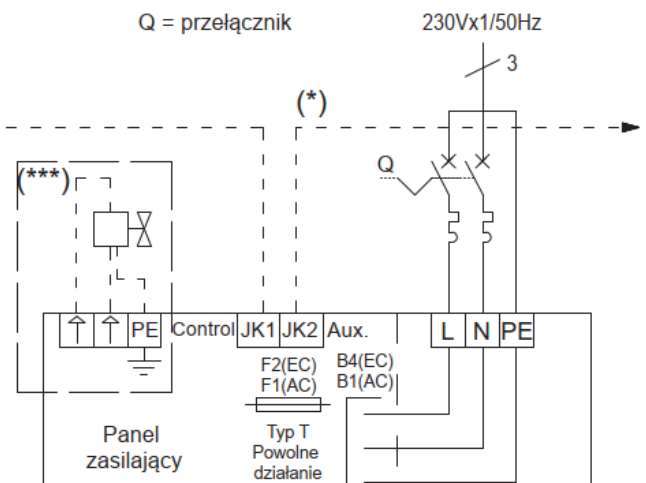 Q = przełącznik 230Vx1/50Hz
3
(*)
(***)
Q
PE Control JK1 JK2 Aux. L N PE
F2(EC) B4(EC)
F1(AC) B1(AC)
Panel
zasilający
Typ T
Powolne
działanie